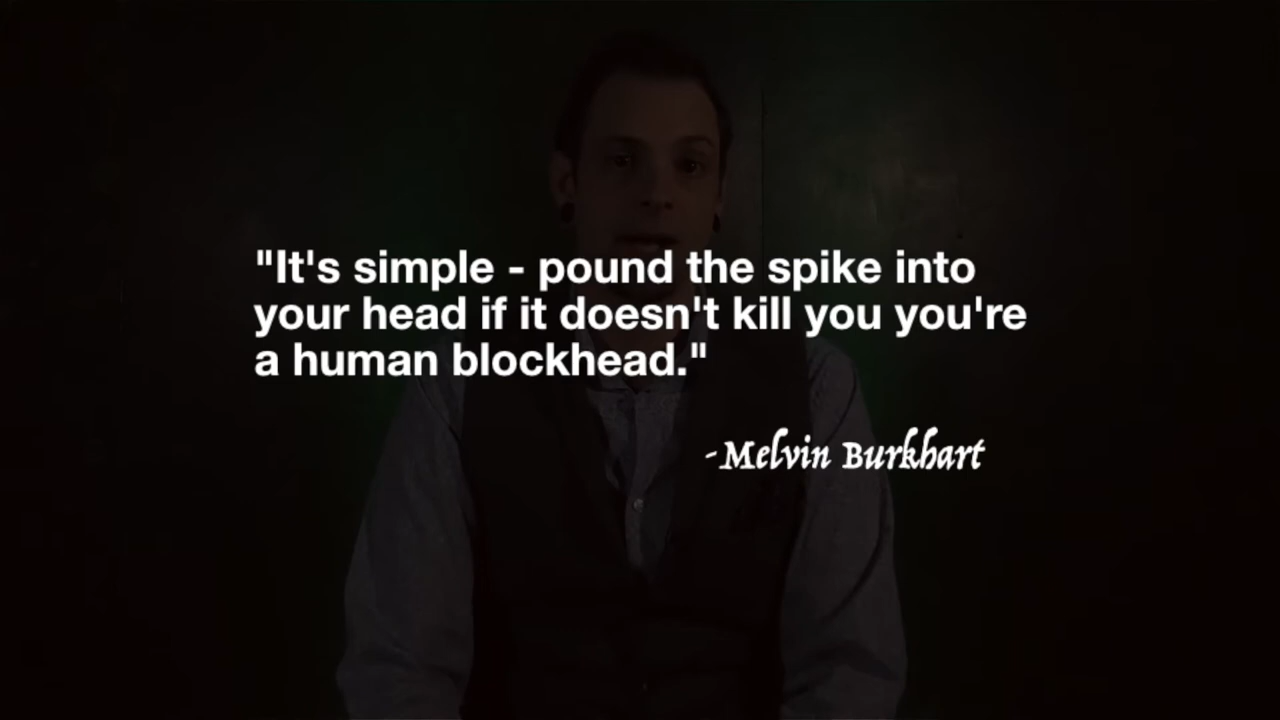 "It's simple - pound the spike into
your head if it doesn't kill you you're
a human blockhead."
-Melvin Burkhart